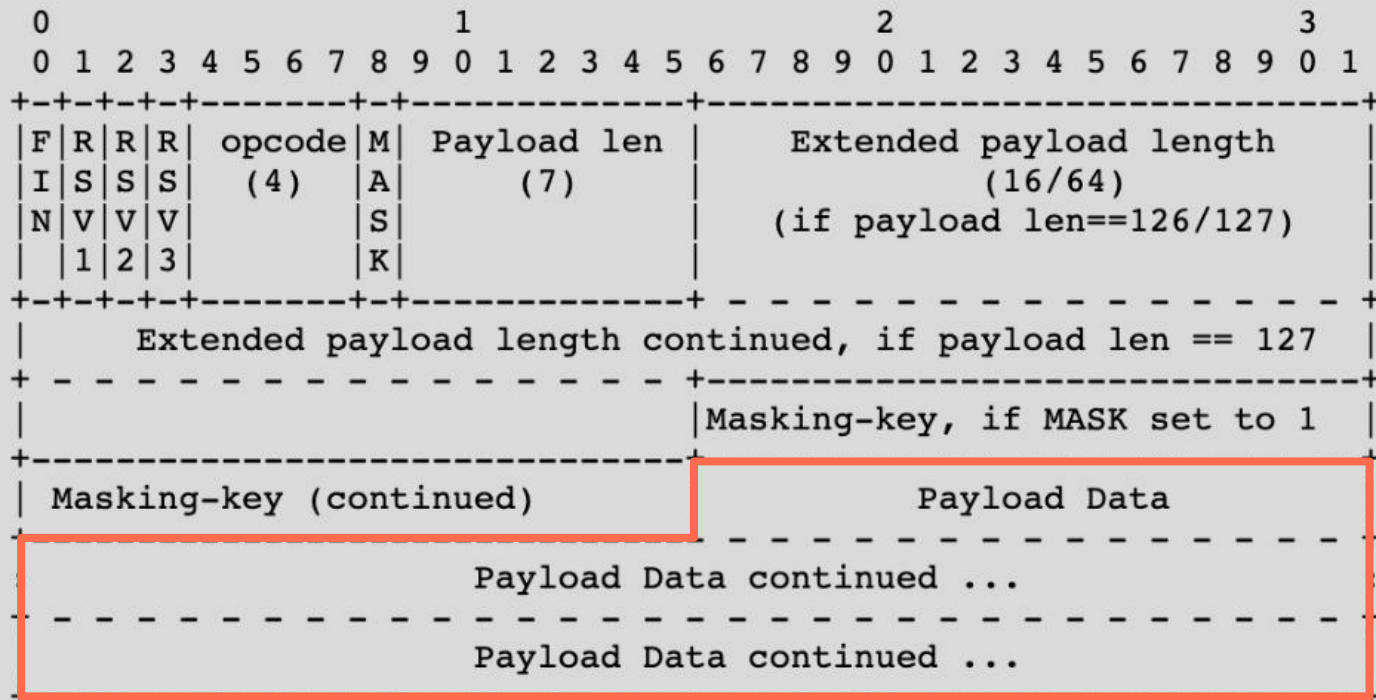 0                   1                   2                   3
0 1 2 3 4 5 6 7 8 9 0 1 2 3 4 5 6 7 8 9 0 1 2 3 4 5 6 7 8 9 0 1
+-+-+-+-+-------+-+-------------+-------------------------------+
|F|R|R|R| opcode|M| Payload len |    Extended payload length    |
|I|S|S|S|  (4)  |A|     (7)     |             (16/64)           |
|N|V|V|V|       |S|             |   (if payload len==126/127)   |
| |1|2|3|       |K|             |                               |
+-+-+-+-+-------+-+-------------+ - - - - - - - - - - - - - - - +
|     Extended payload length continued, if payload len == 127  |
+ - - - - - - - - - - - - - - - +-------------------------------+
|                               |Masking-key, if MASK set to 1  |
+-------------------------------+-------------------------------+
| Masking-key (continued)       |          Payload Data         |
+-------------------------------- - - - - - - - - - - - - - - - +
:                     Payload Data continued ...                :
+ - - - - - - - - - - - - - - - - - - - - - - - - - - - - - - - +
|                     Payload Data continued ...                |